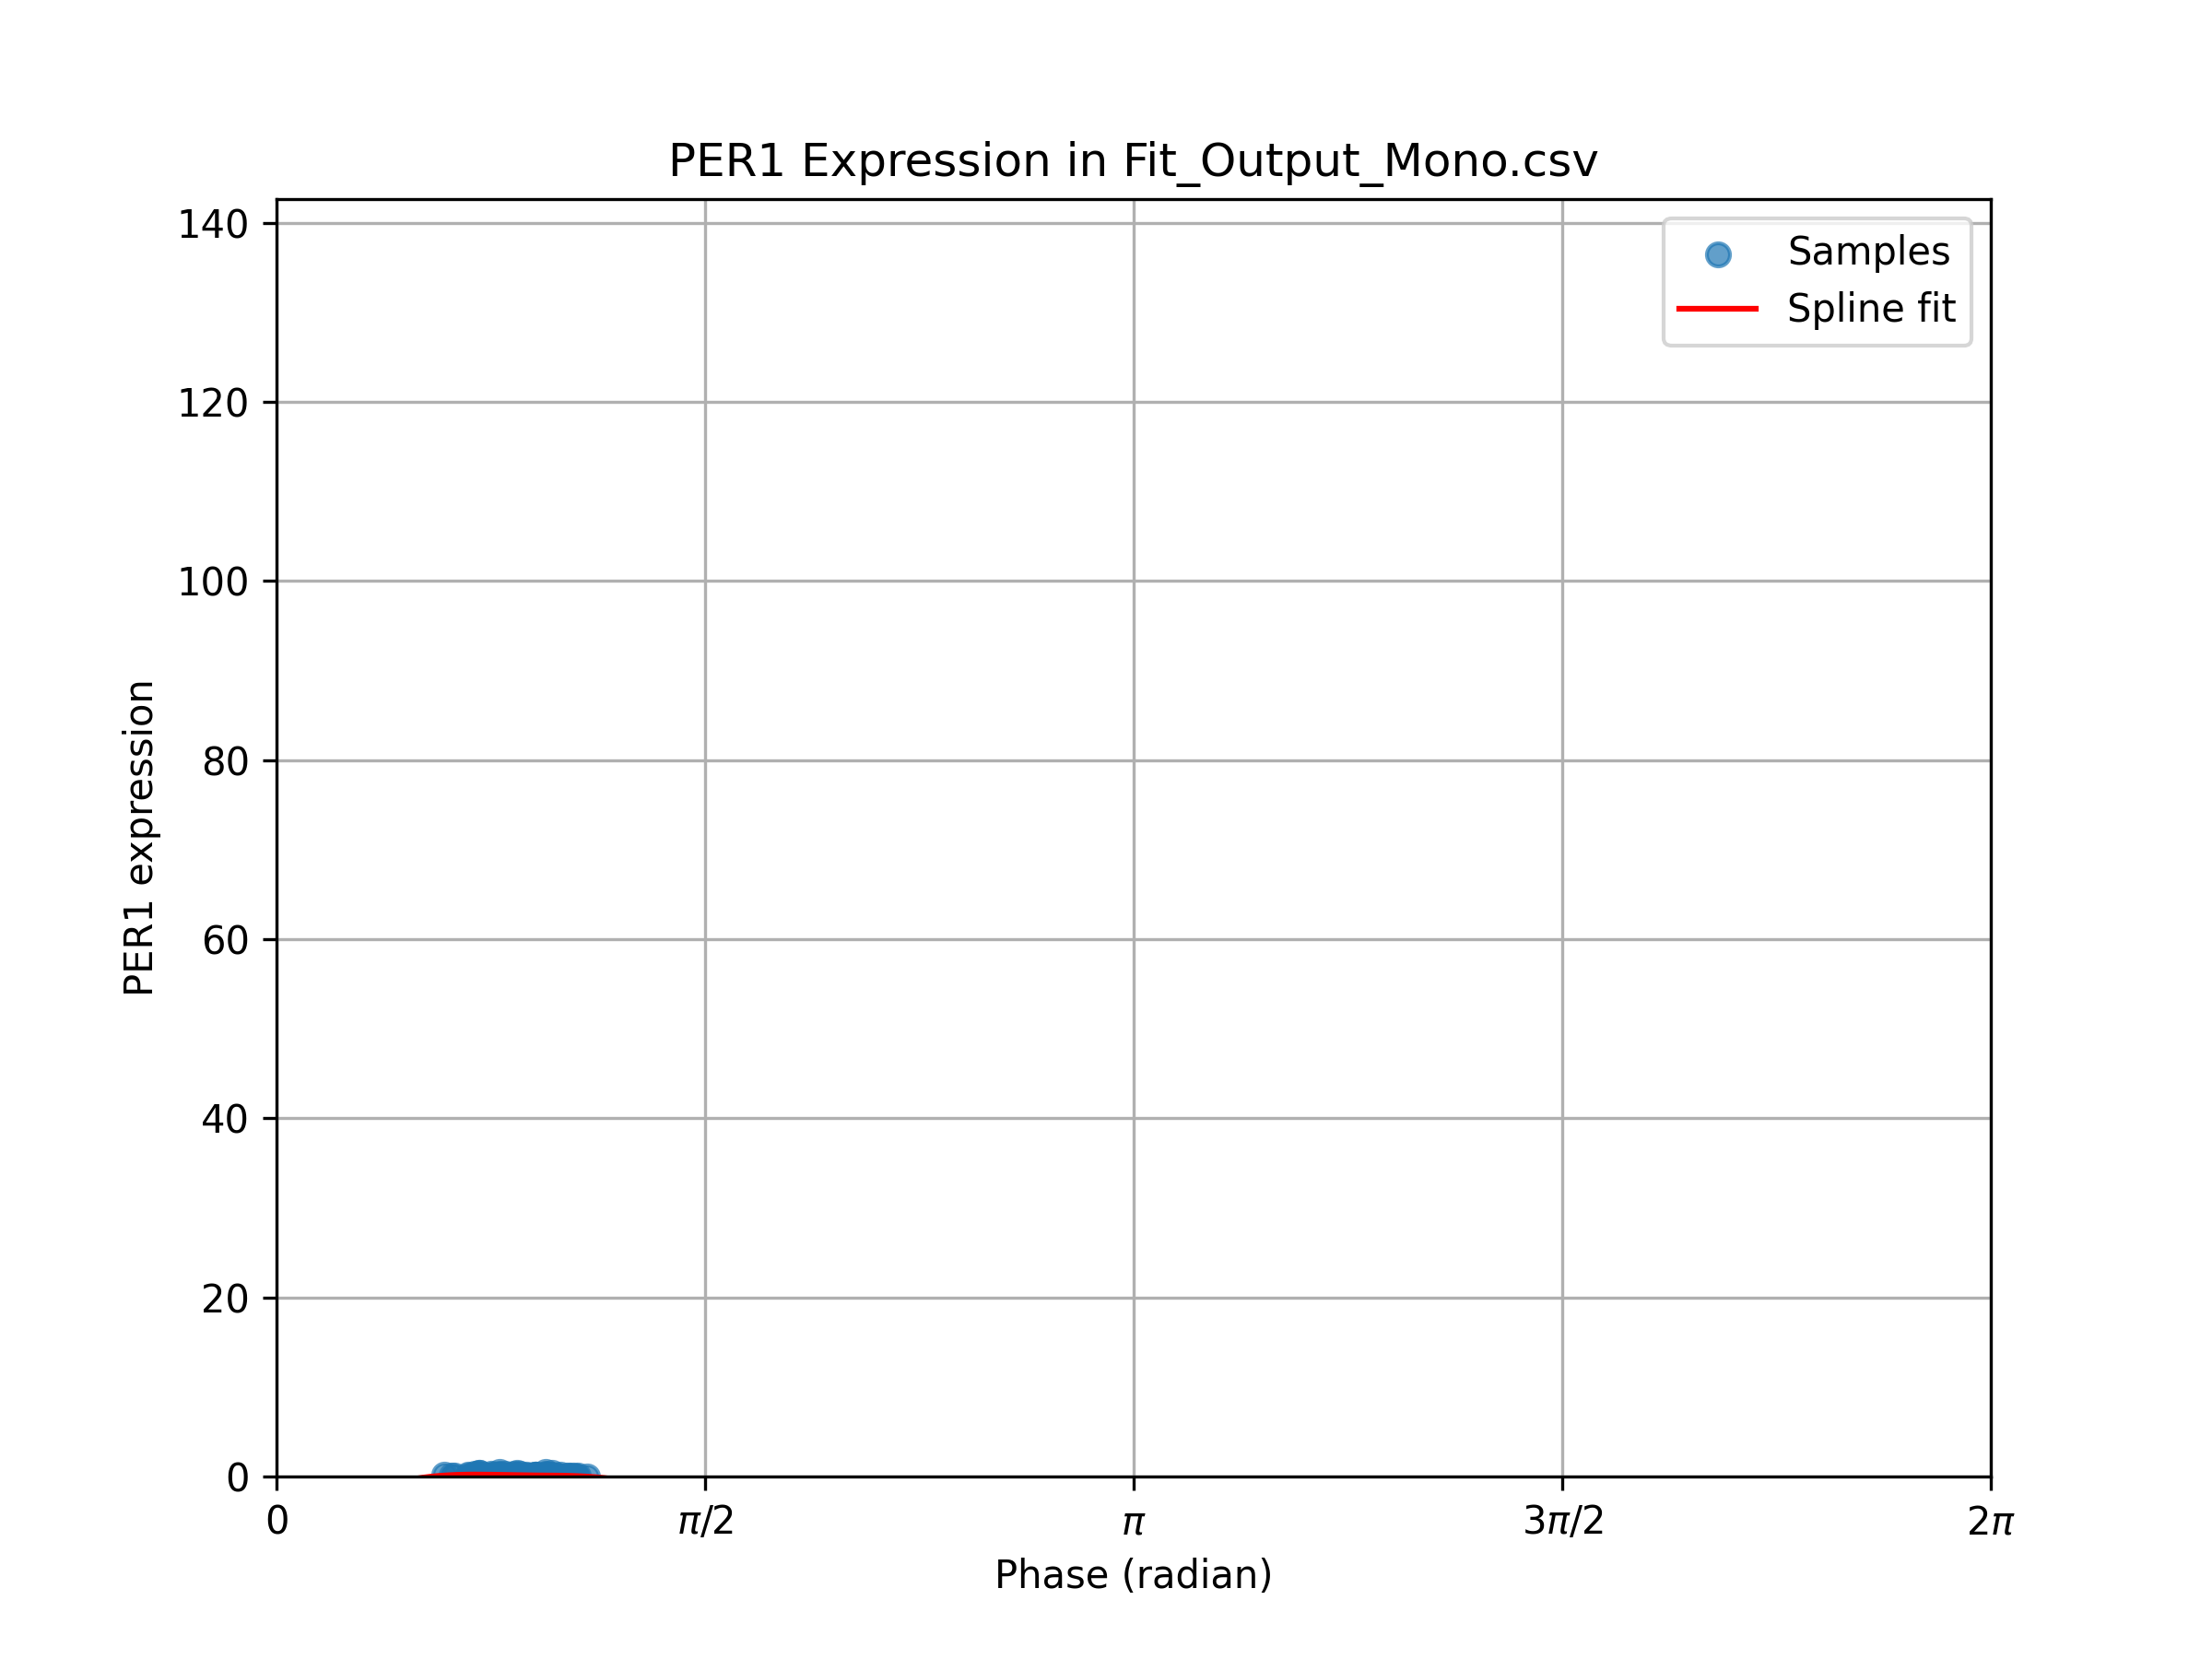 PER1 Expression in Fit_Output_Mono.csv
Samples
Spline fit
140
120
100
80
60
40
20
0
PER1 expression
0
π/2
π
3π/2
2π
Phase (radian)